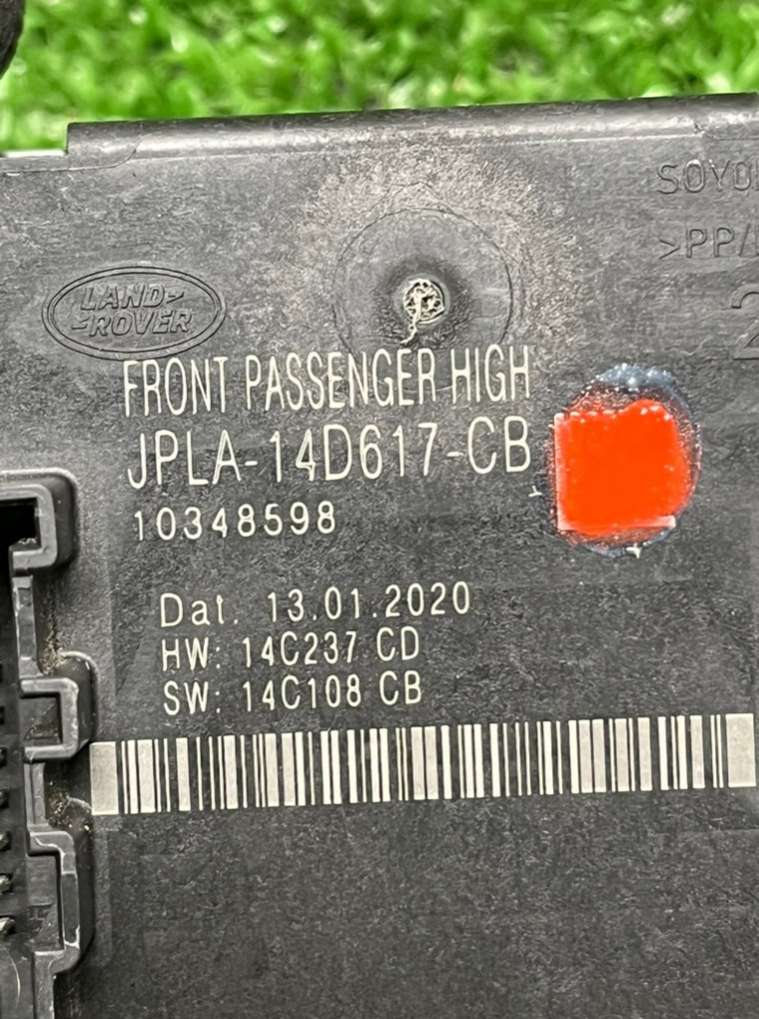 LAND-
-ROVER
FRONT PASSENGER HIGH
JPLA-14D617-CB
10348598
Dat. 13.01.2020
HW: 14C237 CD
SW: 14C108 CB
>PP/